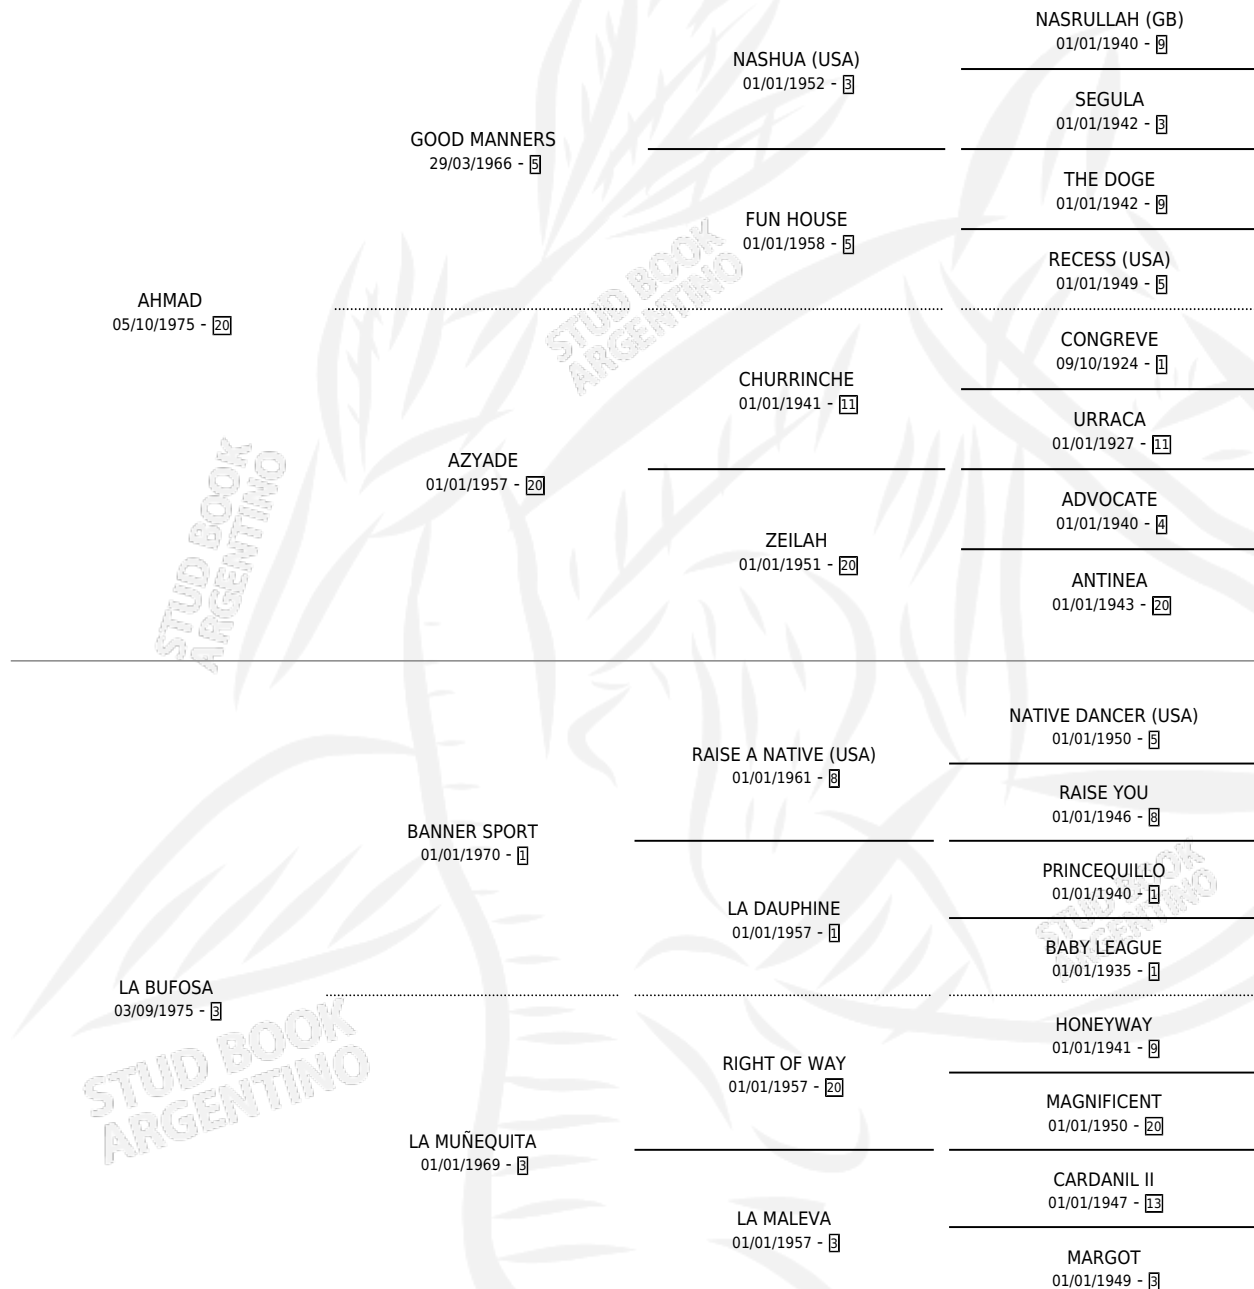 NASRULLAH (GB)
01/01/1940 - 9
NASHUA (USA)
01/01/1952 - 3
SEGULA
01/01/1942 - 3
GOOD MANNERS
29/03/1966 - 5
THE DOGE
01/01/1942 - 9
FUN HOUSE
01/01/1958 - 5
RECESS (USA)
01/01/1949 - 5
AHMAD
05/10/1975 - 20
STUD BOOK
ARGENTINO
CONGREVE
09/10/1924 - 1
CHURRINCHE
01/01/1941 - 11
URRACA
01/01/1927 - 11
AZYADE
01/01/1957 - 20
ADVOCATE
01/01/1940 - 4
ZEILAH
01/01/1951 - 20
ANTINEA
01/01/1943 - 20
STUD BOOK
ARGENTINO
NATIVE DANCER (USA)
01/01/1950 - 5
RAISE A NATIVE (USA)
01/01/1961 - 8
RAISE YOU
01/01/1946 - 8
BANNER SPORT
01/01/1970 - 1
PRINCEQUILLO
01/01/1940 - 1
LA DAUPHINE
01/01/1957 - 1
STUD BOOK
ARGENTINO
BABY LEAGUE
01/01/1935 - 1
LA BUFOSA
03/09/1975 - 3
STUD BOOK
ARGENTINO
HONEYWAY
01/01/1941 - 9
RIGHT OF WAY
01/01/1957 - 20
MAGNIFICENT
01/01/1950 - 20
LA MUÑEQUITA
01/01/1969 - 3
CARDANIL II
01/01/1947 - 13
LA MALEVA
01/01/1957 - 3
MARGOT
01/01/1949 - 3